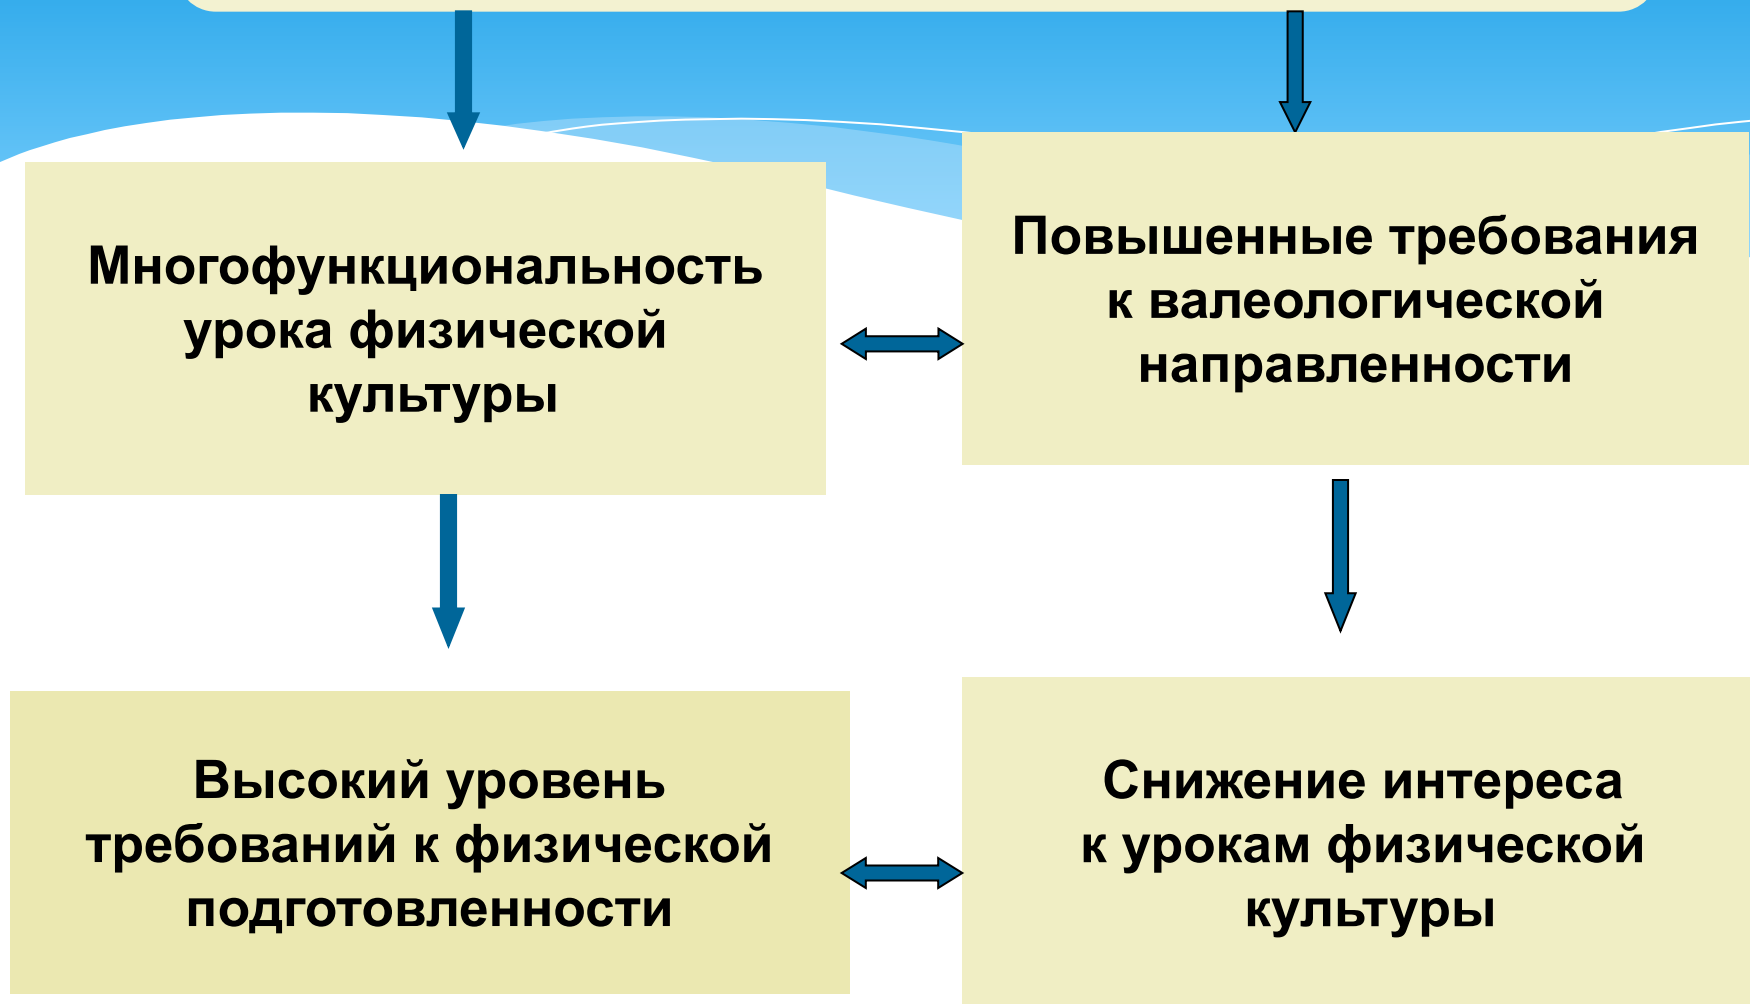 Многофункциональность
урока физической
культуры
Повышенные требования
к валеологической
направленности
Высокий уровень
требований к физической
подготовленности
Снижение интереса
к урокам физической
культуры